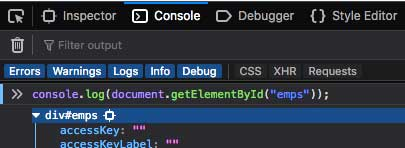 Inspector Console Debugger {} Style Editor
Filter output
Errors Warnings Logs Info Debug CSS XHR Requests
>> console.log(document.getElementById("emps"));
div#emps
accessKey: ""
accessKeyLabel: ""